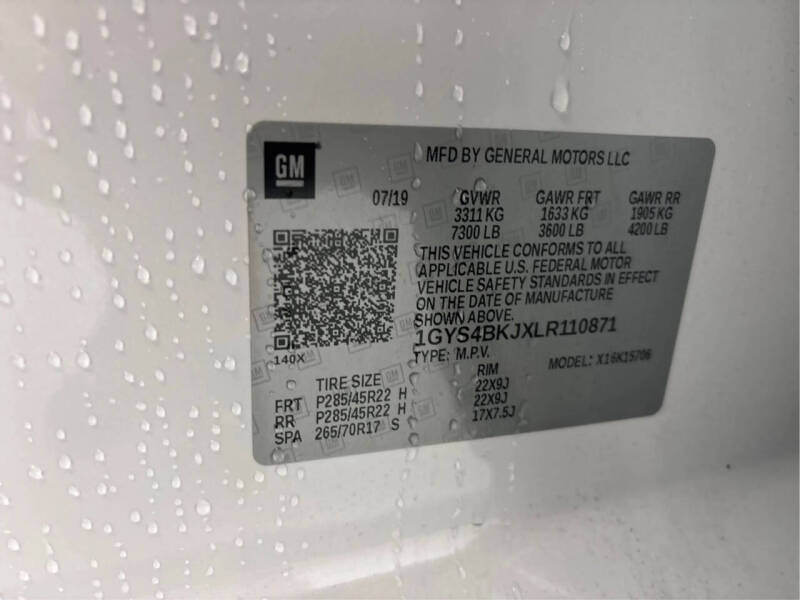 GM
MFD BY GENERAL MOTORS LLC
07/19 GVWR GAWR FRT GAWR RR
3311 KG 1633 KG 1905 KG
7300 LB 3600 LB 4200 LB
THIS VEHICLE CONFORMS TO ALL
APPLICABLE U.S. FEDERAL MOTOR
VEHICLE SAFETY STANDARDS IN EFFECT
ON THE DATE OF MANUFACTURE
SHOWN ABOVE.
1GYS4BKJXLR110871
140X
TYPE: M.P.V. MODEL: X16K15706
TIRE SIZE RIM
FRT P285/45R22 H 22X9J
RR P285/45R22 H 22X9J
SPA 265/70R17 S 17X7.5J